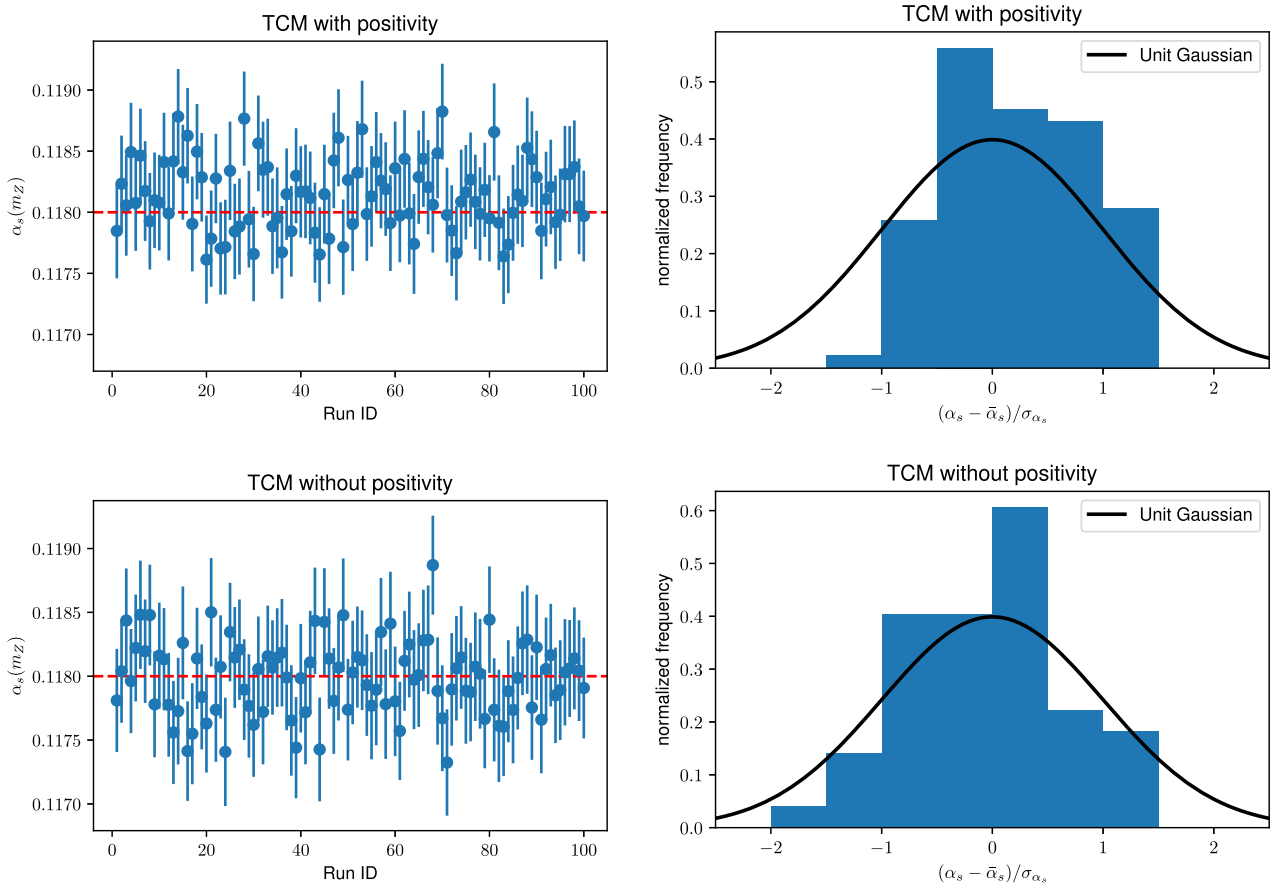 TCM with positivity
0.1190
0.1185
0.1180
0.1175
0.1170
α_s(m_Z)
0 20 40 60 80 100
Run ID
TCM with positivity
Unit Gaussian
0.5
0.4
0.3
0.2
0.1
0.0
normalized frequency
−2 −1 0 1 2
(α_s − ᾱ_s)/σ_{α_s}
TCM without positivity
0.1190
0.1185
0.1180
0.1175
0.1170
α_s(m_Z)
0 20 40 60 80 100
Run ID
TCM without positivity
Unit Gaussian
0.6
0.5
0.4
0.3
0.2
0.1
0.0
normalized frequency
−2 −1 0 1 2
(α_s − ᾱ_s)/σ_{α_s}